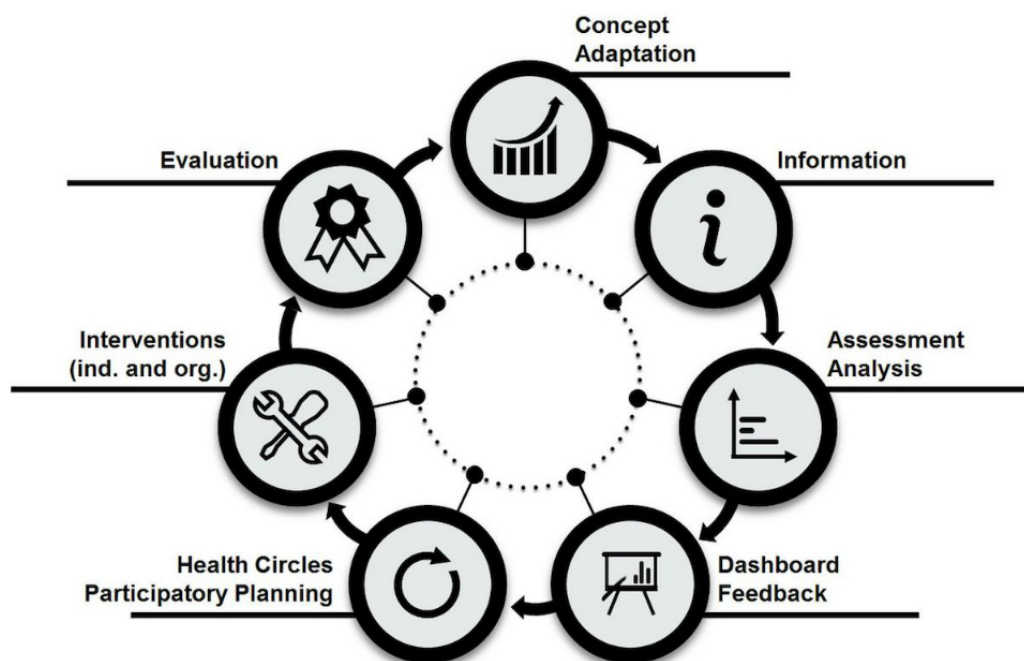 Concept
Adaptation
Information
Assessment
Analysis
Dashboard
Feedback
Health Circles
Participatory Planning
Interventions
(ind. and org.)
Evaluation